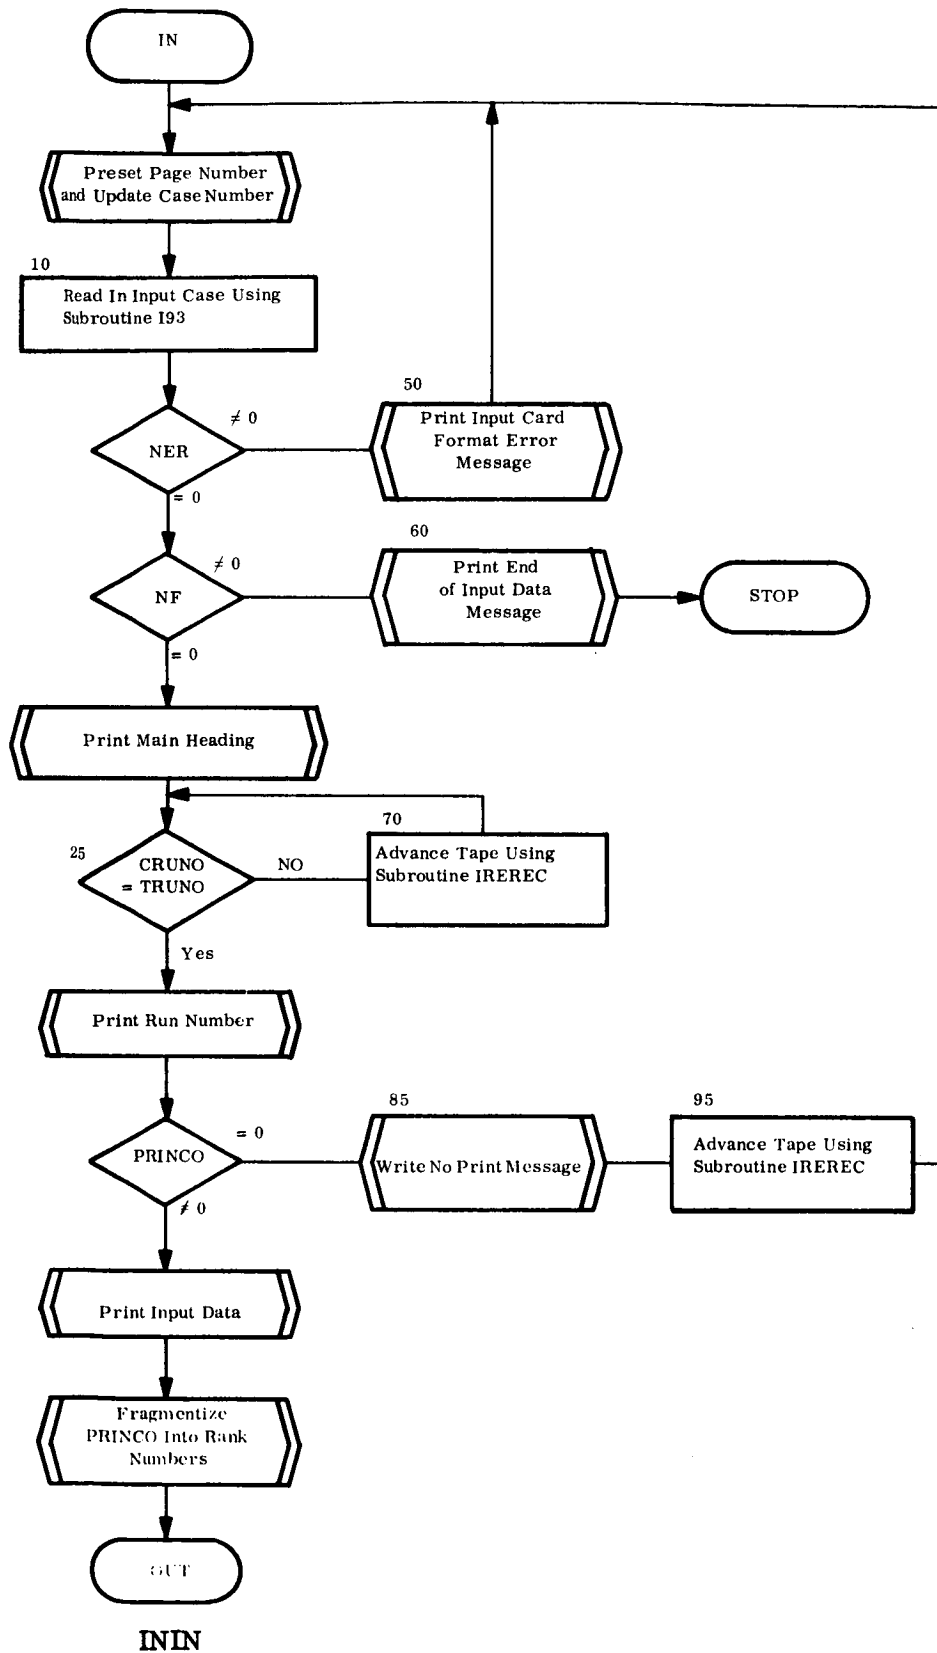 IN
Preset Page Number
and Update Case Number
10
Read In Input Case Using
Subroutine I93
50
≠ 0
Print Input Card
Format Error
Message
NER
= 0
60
≠ 0
Print End
of Input Data
Message
NF
STOP
= 0
Print Main Heading
70
25
CRUNO
= TRUNO
NO
Advance Tape Using
Subroutine IREREC
Yes
Print Run Number
85
95
= 0
PRINCO
Write No Print Message
Advance Tape Using
Subroutine IREREC
≠ 0
Print Input Data
Fragmentize
PRINCO Into Rank
Numbers
OUT
ININ